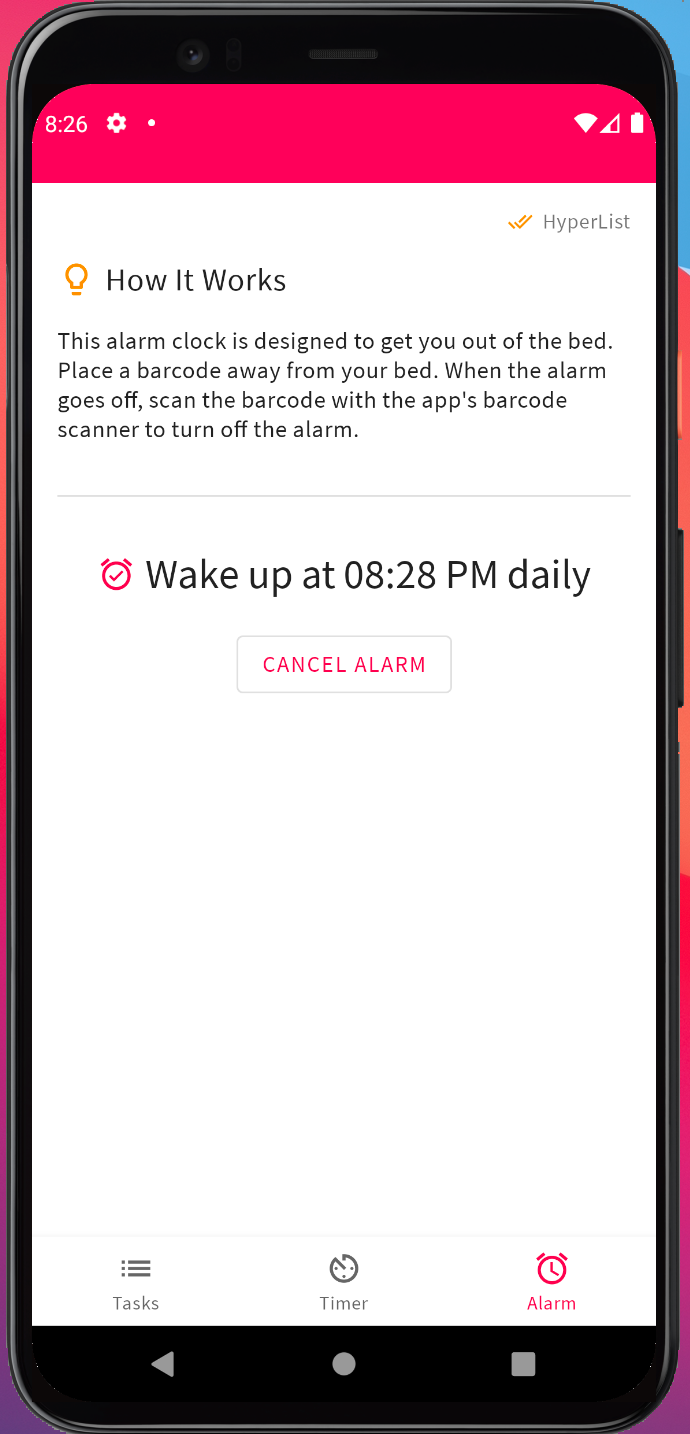 8:26
HyperList
How It Works
This alarm clock is designed to get you out of the bed.
Place a barcode away from your bed. When the alarm
goes off, scan the barcode with the app's barcode
scanner to turn off the alarm.
Wake up at 08:28 PM daily
CANCEL ALARM
Tasks
Timer
Alarm